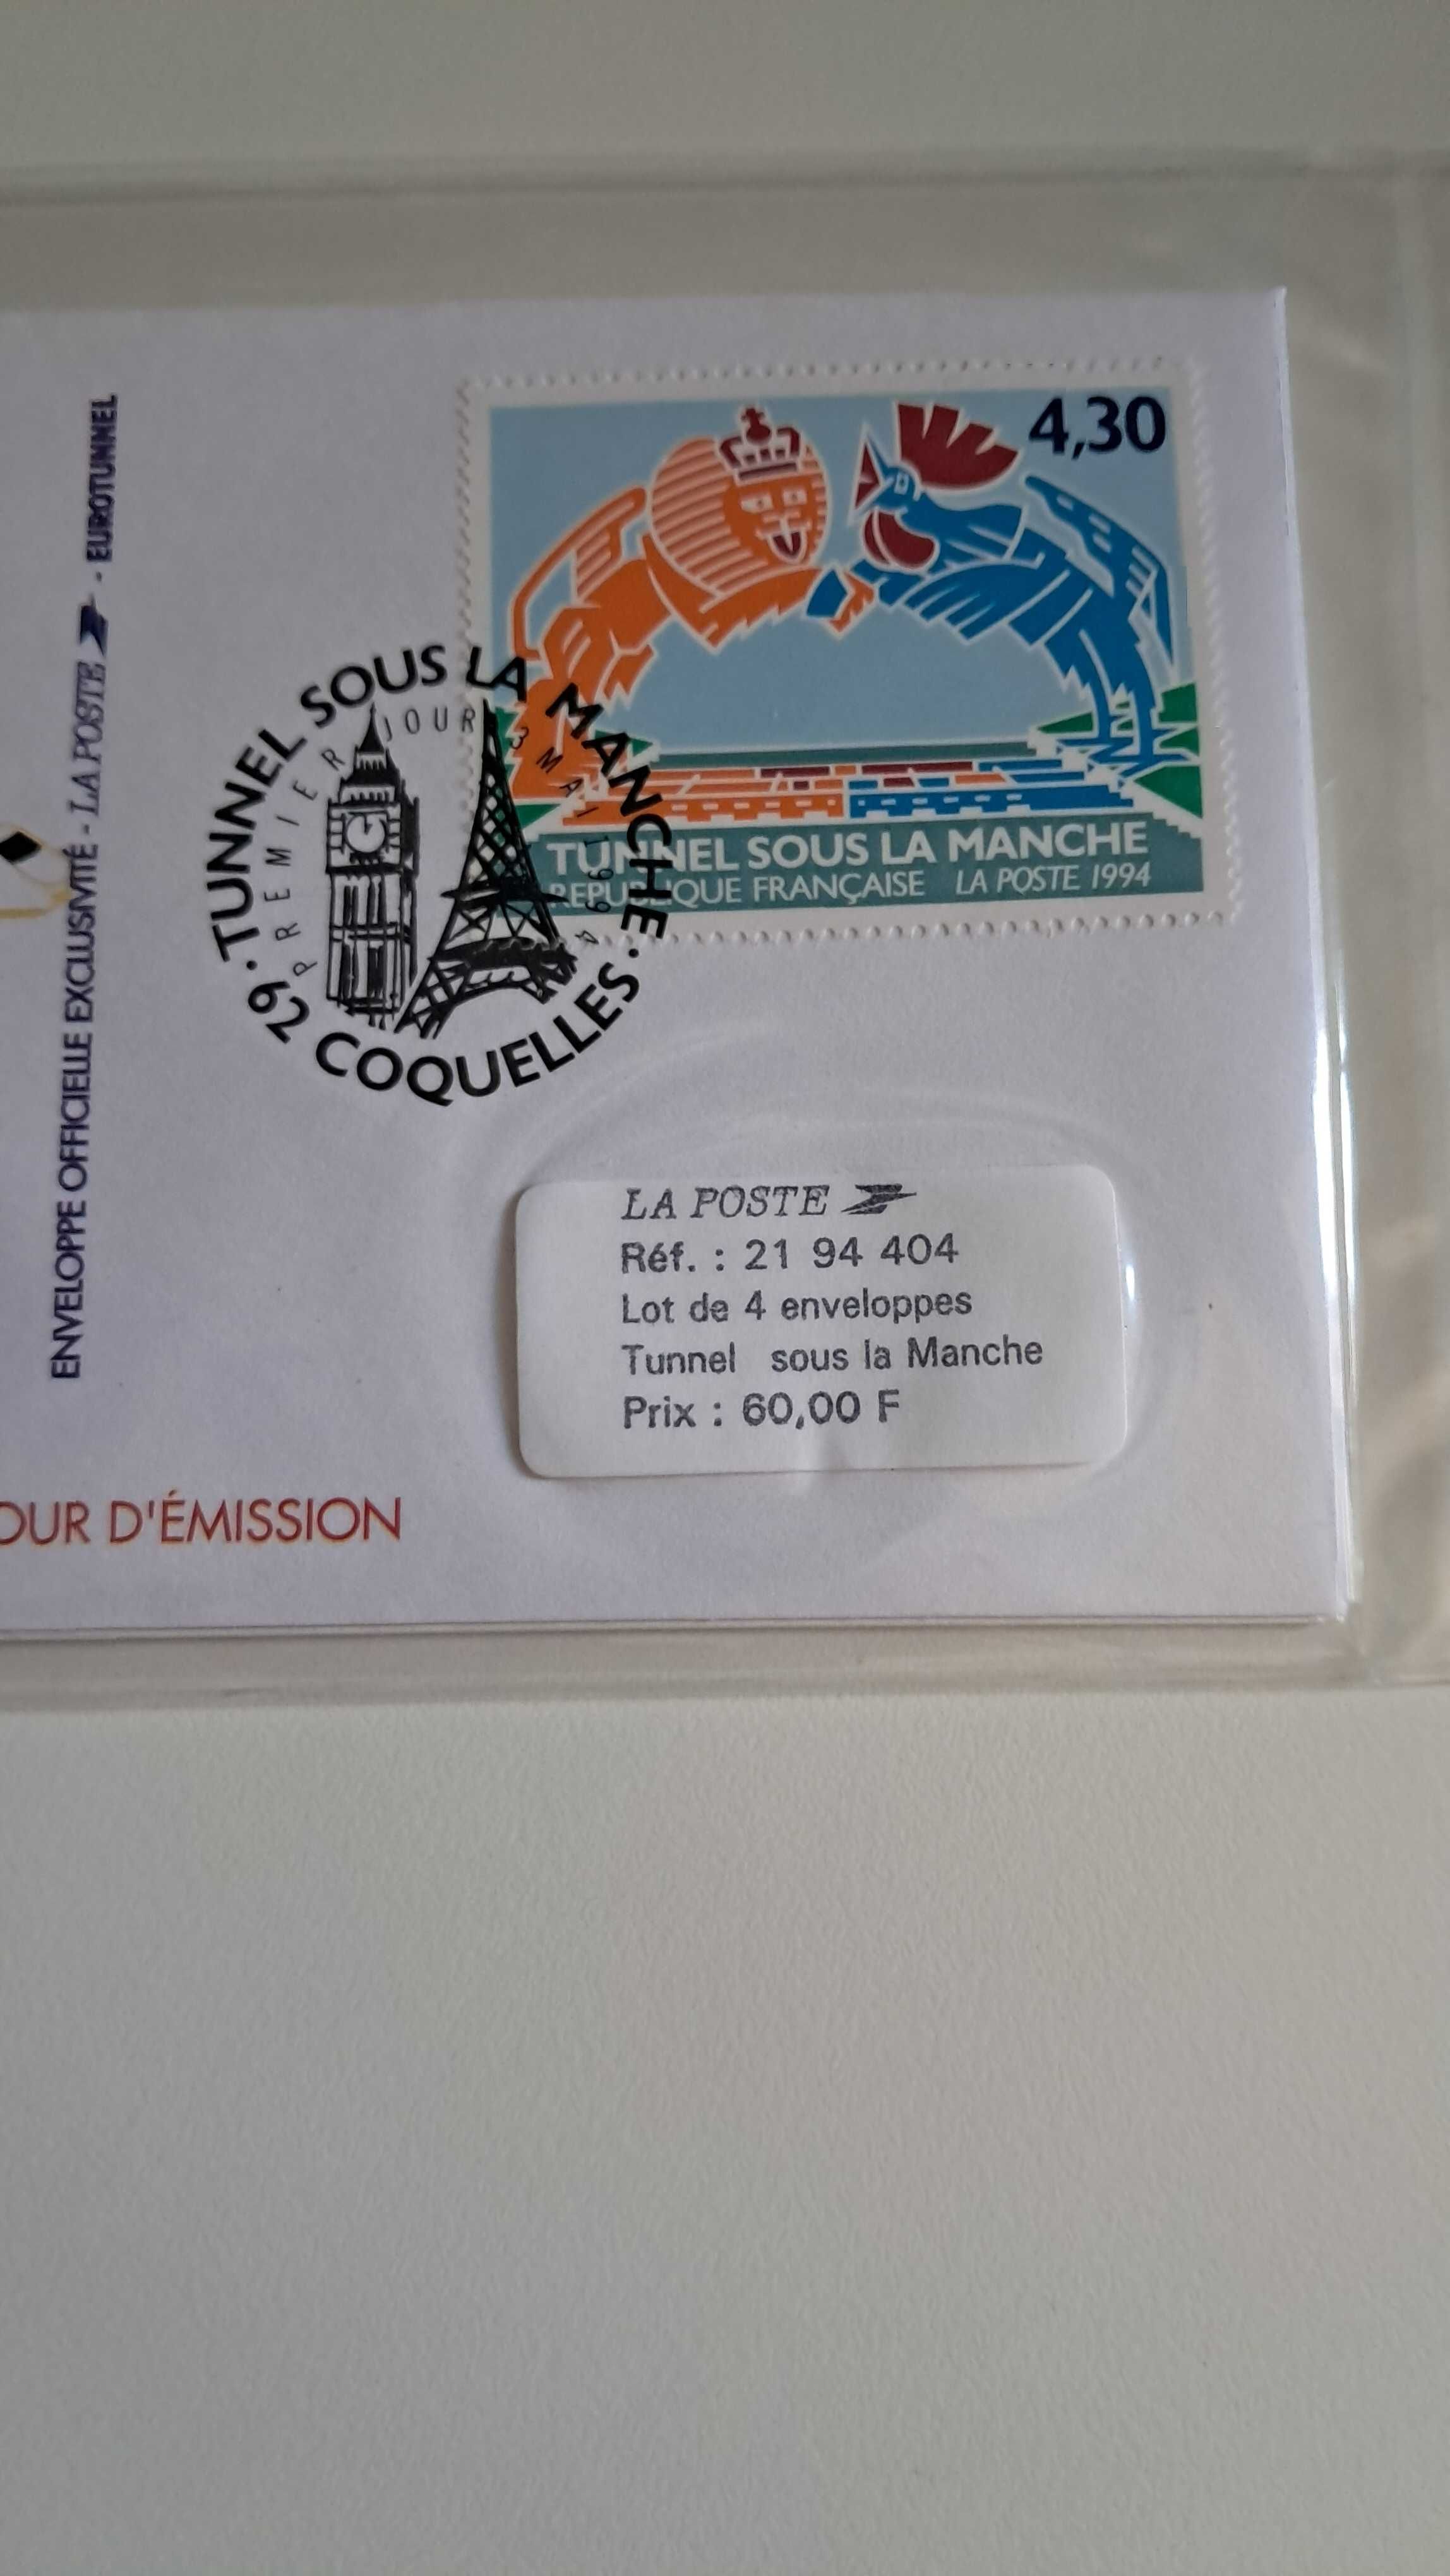 ENVELOPPE OFFICIELLE EXCLUSIVITÉ - LA POSTE - EUROTUNNEL
4,30
TUNNEL SOUS LA MANCHE
REPUBLIQUE FRANÇAISE LA POSTE 1994
· TUNNEL SOUS LA MANCHE ·
PREMIER JOUR 3 MAI 1994
62 COQUELLES
LA POSTE
Réf. : 21 94 404
Lot de 4 enveloppes
Tunnel sous la Manche
Prix : 60,00 F
OUR D'ÉMISSION